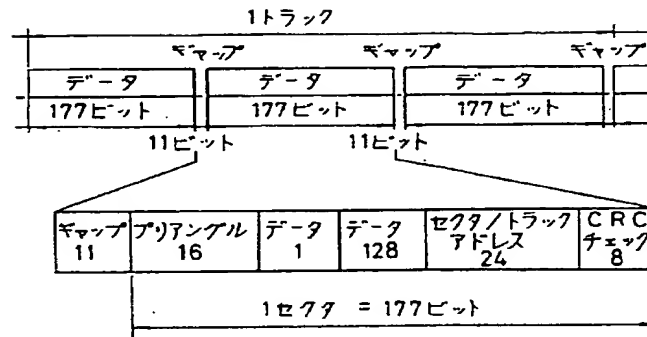 1トラック
ギャップ ギャップ ギャップ
データ データ データ
177ビット 177ビット 177ビット
11ビット 11ビット
ギャップ プリアングル データ データ セクタ/トラック CRC
アドレス チェック
11 16 1 128 24 8
1セクタ = 177ビット